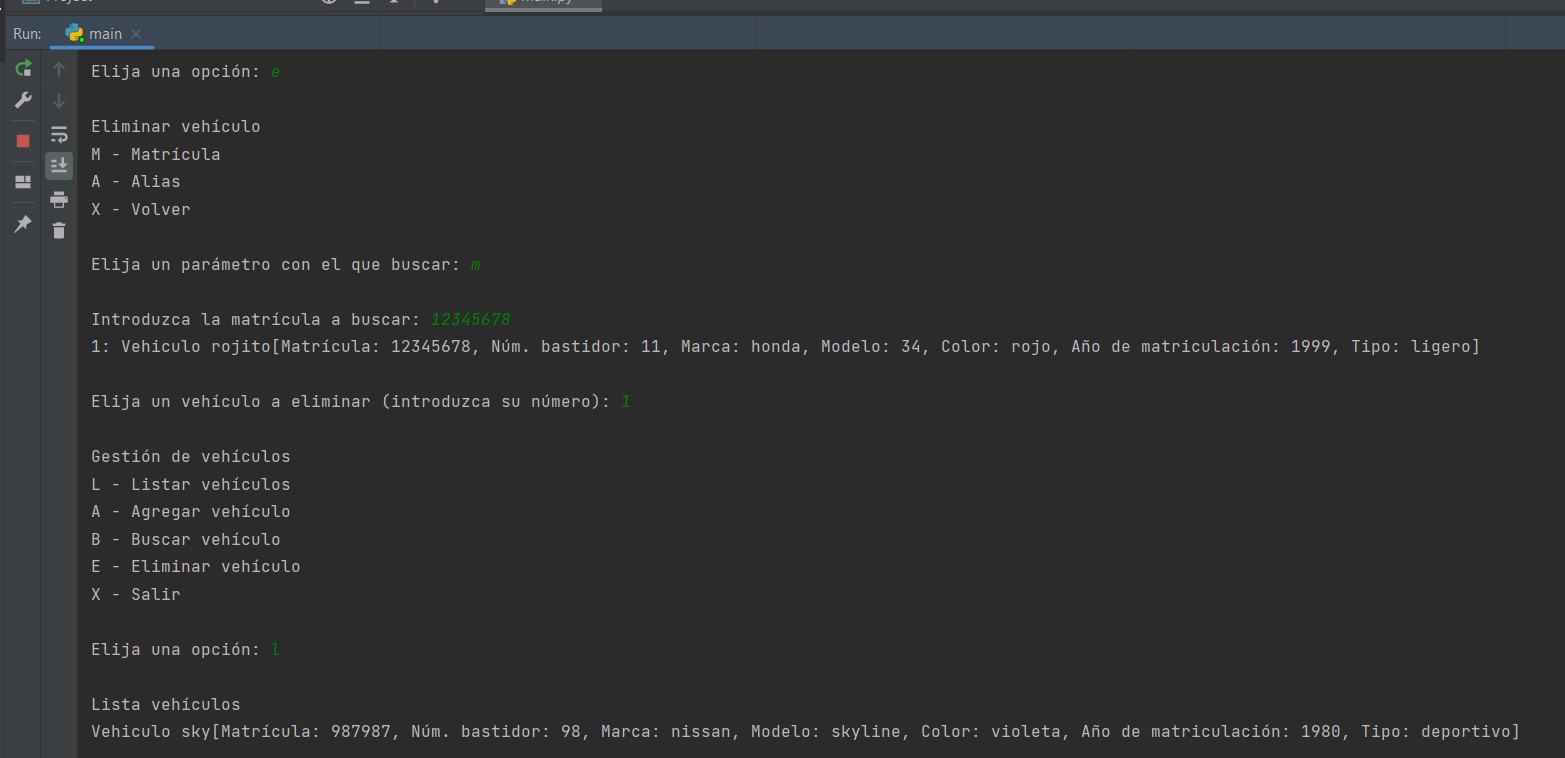 Run: main
Elija una opción: e
Eliminar vehículo
M - Matrícula
A - Alias
X - Volver
Elija un parámetro con el que buscar: m
Introduzca la matrícula a buscar: 12345678
1: Vehiculo rojito[Matrícula: 12345678, Núm. bastidor: 11, Marca: honda, Modelo: 34, Color: rojo, Año de matriculación: 1999, Tipo: ligero]
Elija un vehículo a eliminar (introduzca su número): 1
Gestión de vehículos
L - Listar vehículos
A - Agregar vehículo
B - Buscar vehículo
E - Eliminar vehículo
X - Salir
Elija una opción: l
Lista vehículos
Vehiculo sky[Matrícula: 987987, Núm. bastidor: 98, Marca: nissan, Modelo: skyline, Color: violeta, Año de matriculación: 1980, Tipo: deportivo]